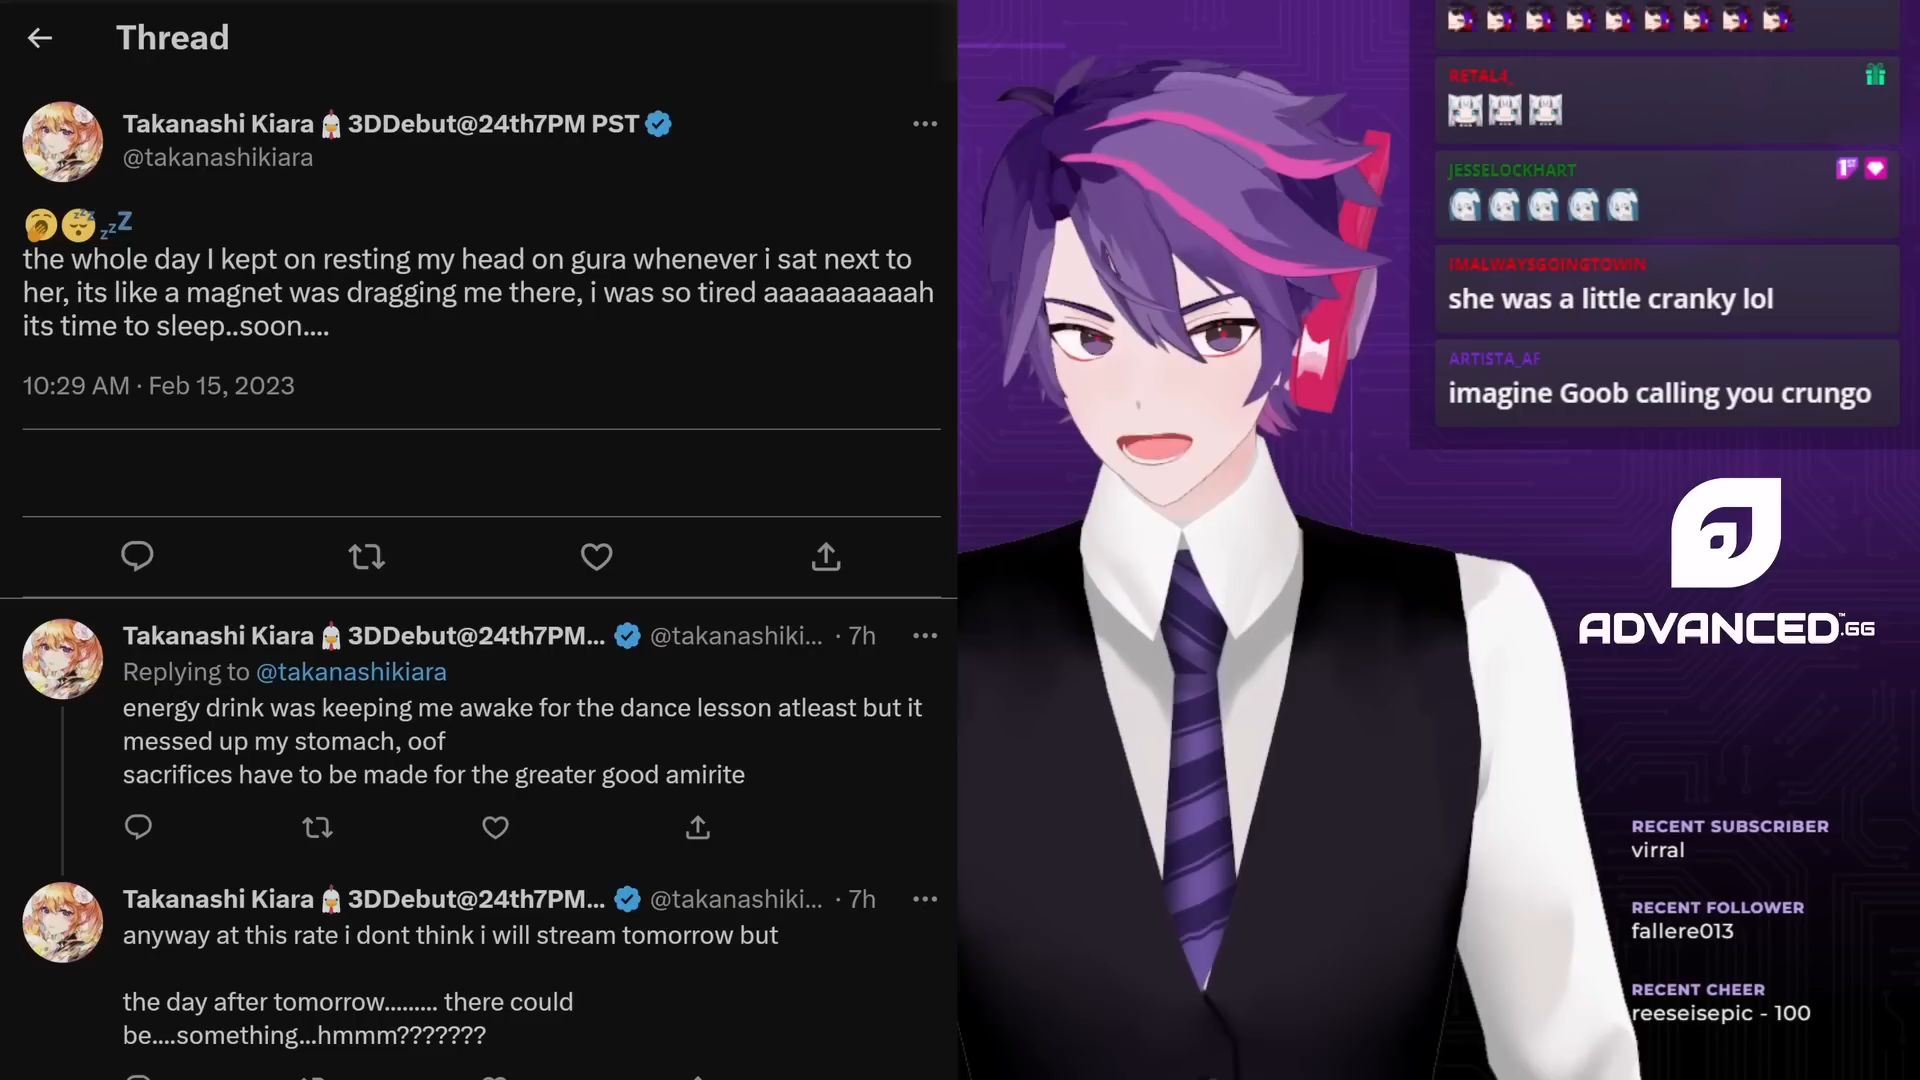 Thread
Takanashi Kiara 🐔 3DDebut@24th7PM PST
@takanashikiara
🥱😴💤
the whole day I kept on resting my head on gura whenever i sat next to
her, its like a magnet was dragging me there, i was so tired aaaaaaaaaah
its time to sleep..soon....
10:29 AM · Feb 15, 2023
Takanashi Kiara 🐔 3DDebut@24th7PM... @takanashiki... · 7h
Replying to @takanashikiara
energy drink was keeping me awake for the dance lesson atleast but it
messed up my stomach, oof
sacrifices have to be made for the greater good amirite
Takanashi Kiara 🐔 3DDebut@24th7PM... @takanashiki... · 7h
anyway at this rate i dont think i will stream tomorrow but
the day after tomorrow......... there could
be....something...hmmm???????
RETAL4_
JESSELOCKHART
1ST
IMALWAYSGOINGTOWIN
she was a little cranky lol
ARTISTA_AF
imagine Goob calling you crungo
ADVANCED.GG
™
RECENT SUBSCRIBER
virral
RECENT FOLLOWER
fallere013
RECENT CHEER
reeseisepic - 100